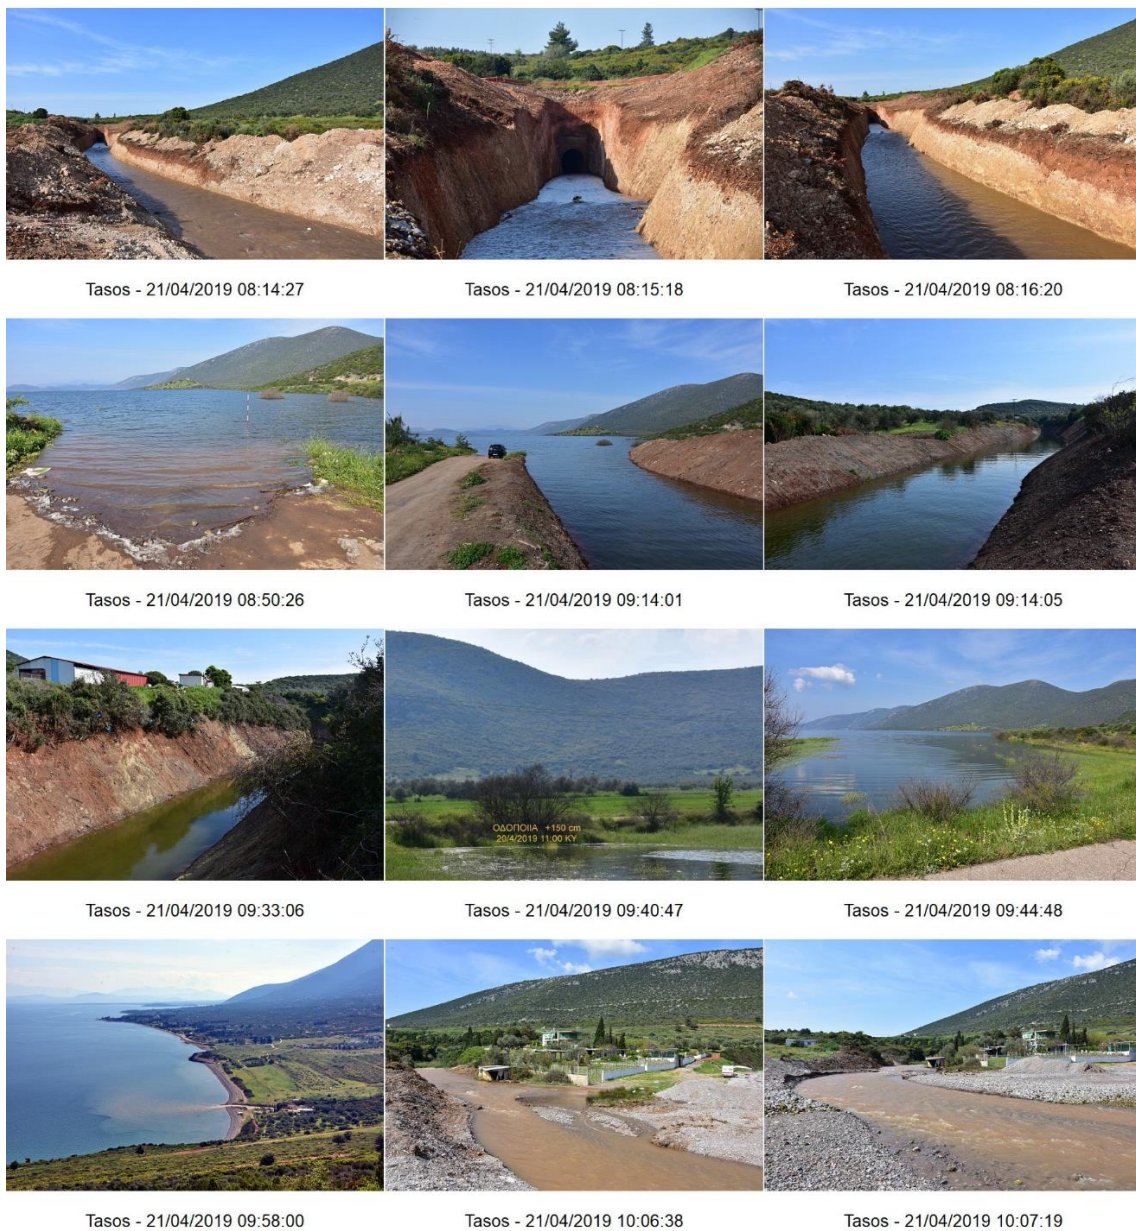 Tasos - 21/04/2019 08:14:27
Tasos - 21/04/2019 08:15:18
Tasos - 21/04/2019 08:16:20
Tasos - 21/04/2019 08:50:26
Tasos - 21/04/2019 09:14:01
Tasos - 21/04/2019 09:14:05
ΟΔΟΠΟΙΙΑ +150 cm
20/4/2019 11:00 KY
Tasos - 21/04/2019 09:33:06
Tasos - 21/04/2019 09:40:47
Tasos - 21/04/2019 09:44:48
Tasos - 21/04/2019 09:58:00
Tasos - 21/04/2019 10:06:38
Tasos - 21/04/2019 10:07:19